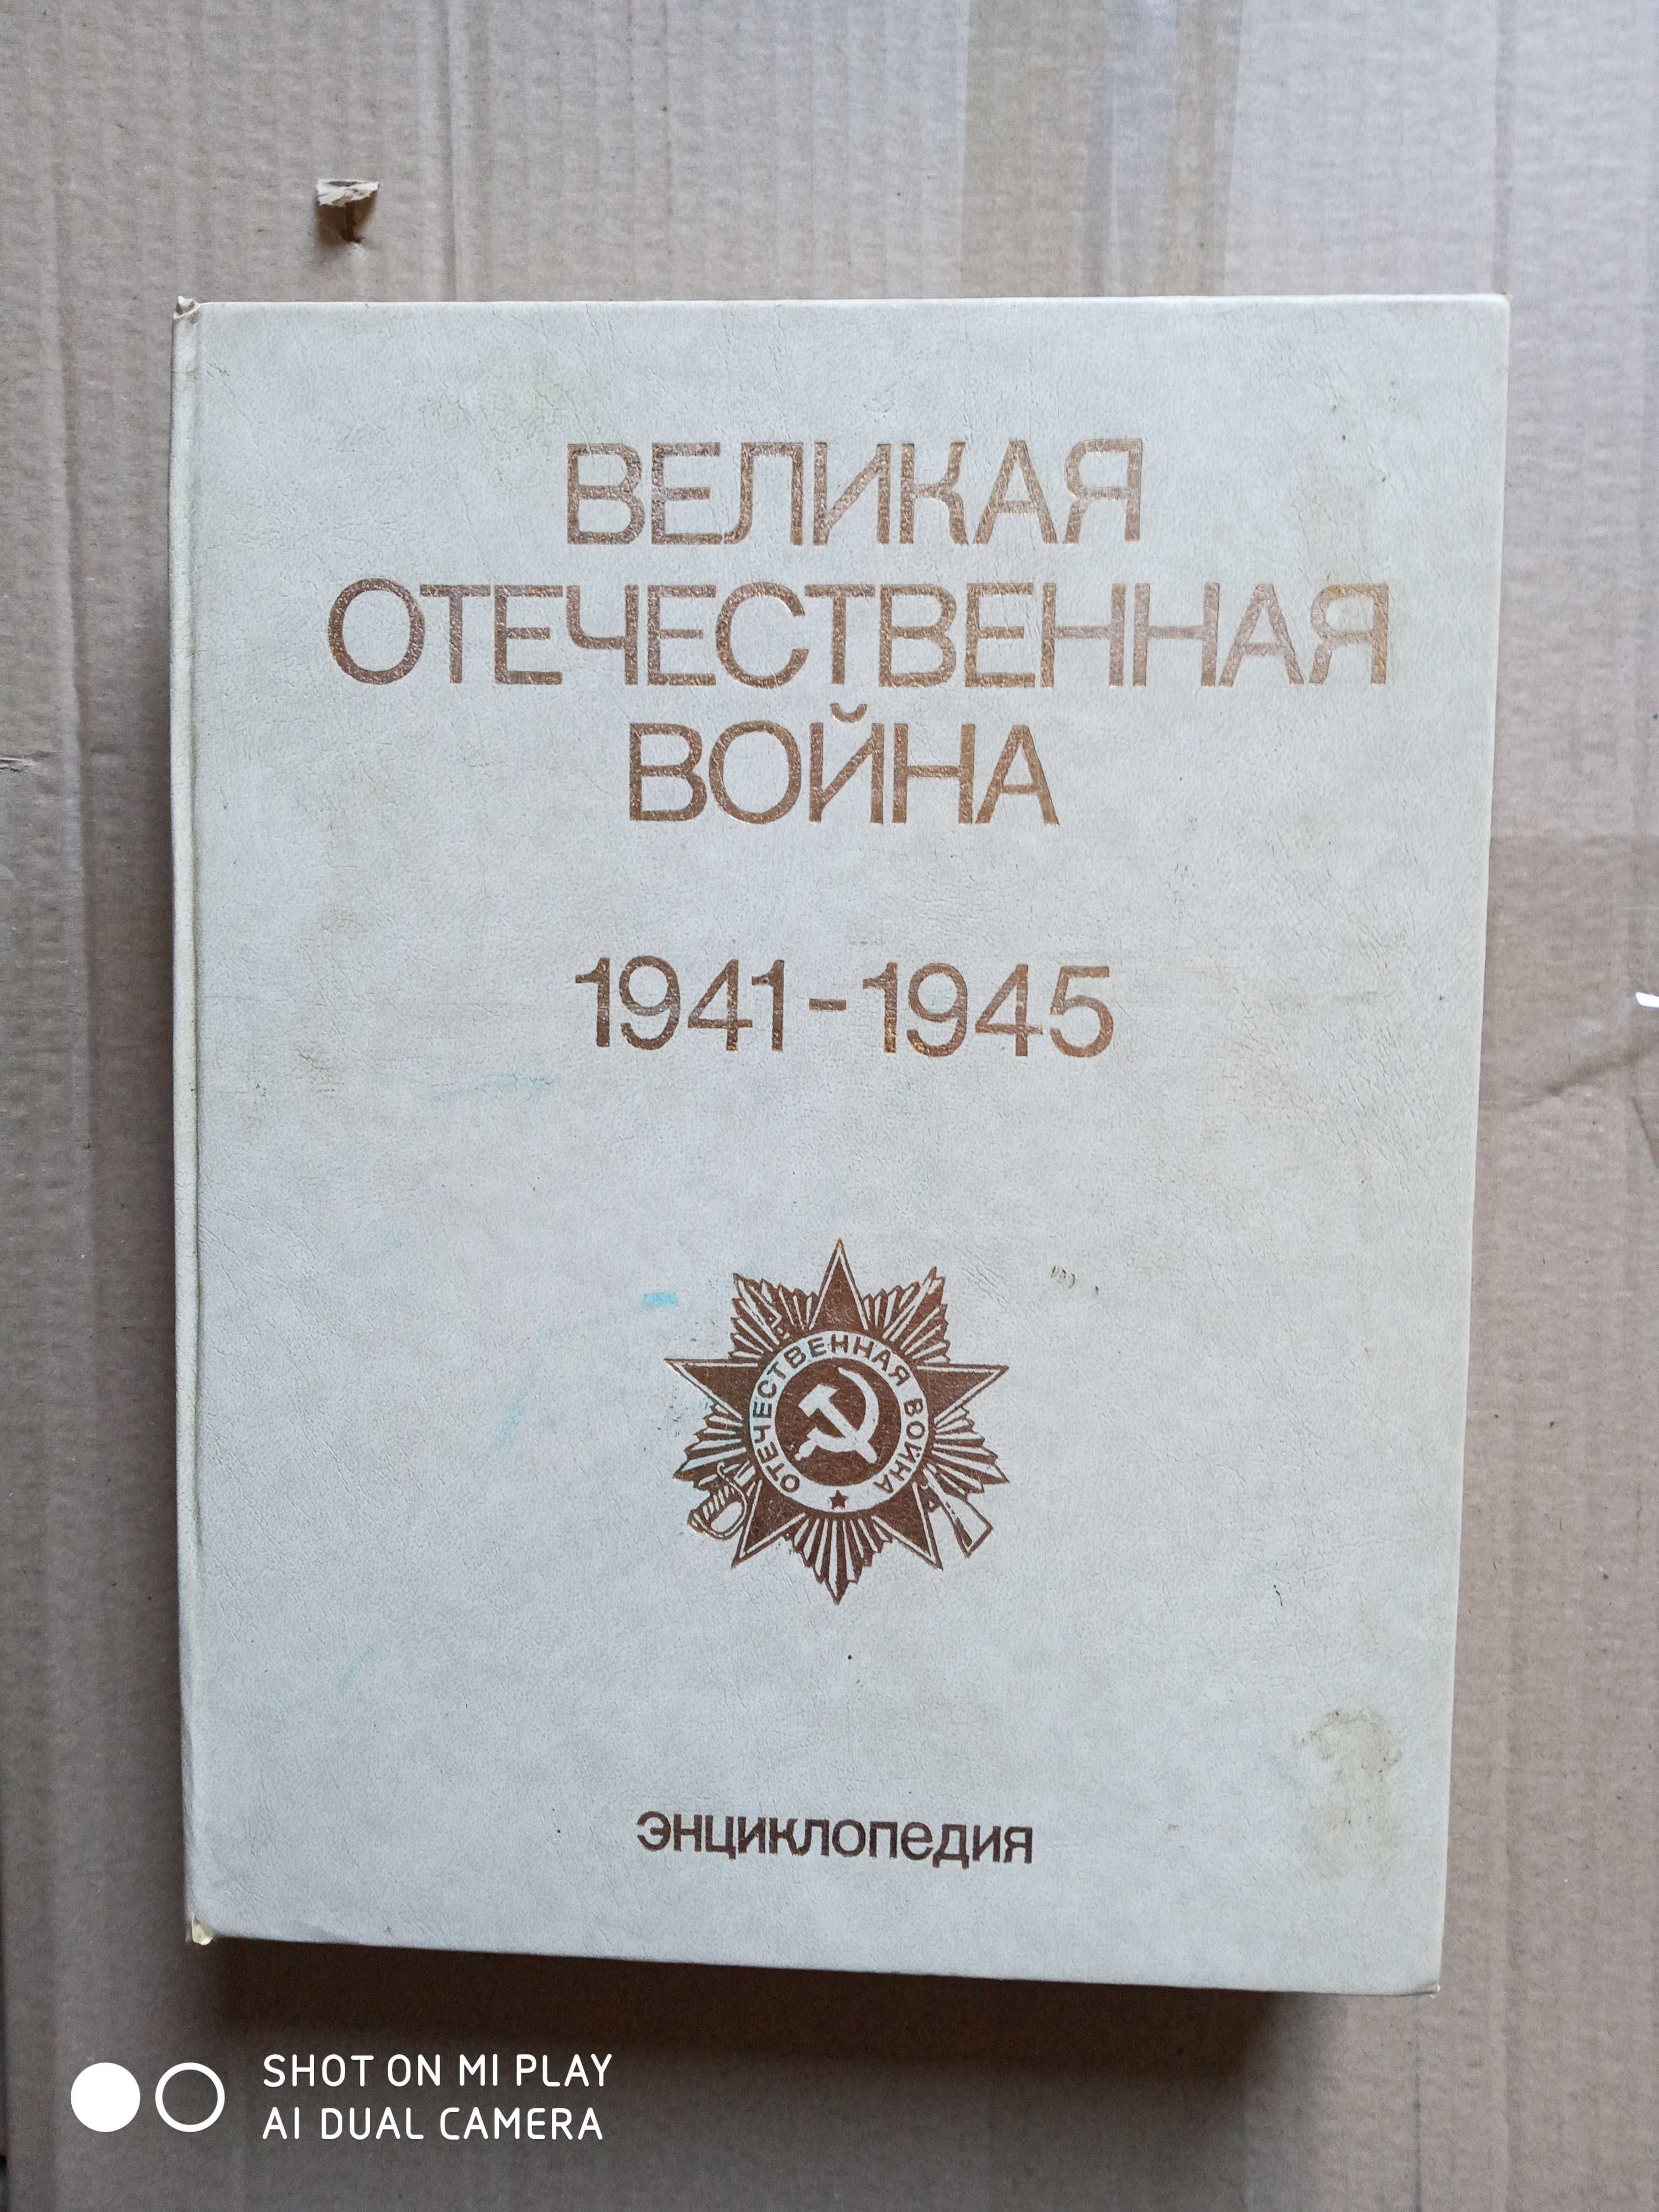 ВЕЛИКАЯ
ОТЕЧЕСТВЕННАЯ
ВОЙНА
1941-1945
ОТЕЧЕСТВЕННАЯ ВОЙНА
ЭНЦИКЛОПЕДИЯ
SHOT ON MI PLAY
AI DUAL CAMERA